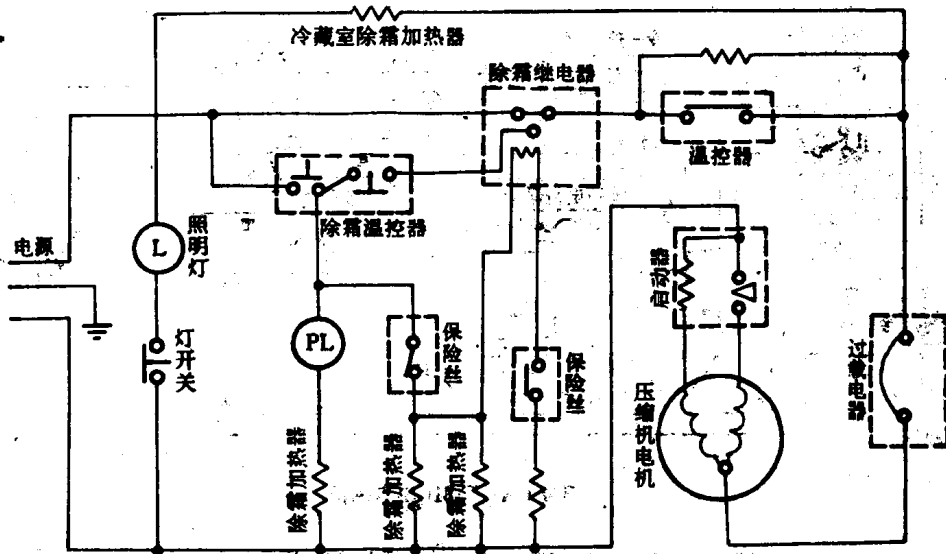 冷藏室除霜加热器
除霜继电器
温控器
除霜温控器
电源
L
照明灯
灯开关
PL
保险丝
保险丝
启动器
过载电器
压缩机电机
除霜加热器
除霜加热器
除霜加热器